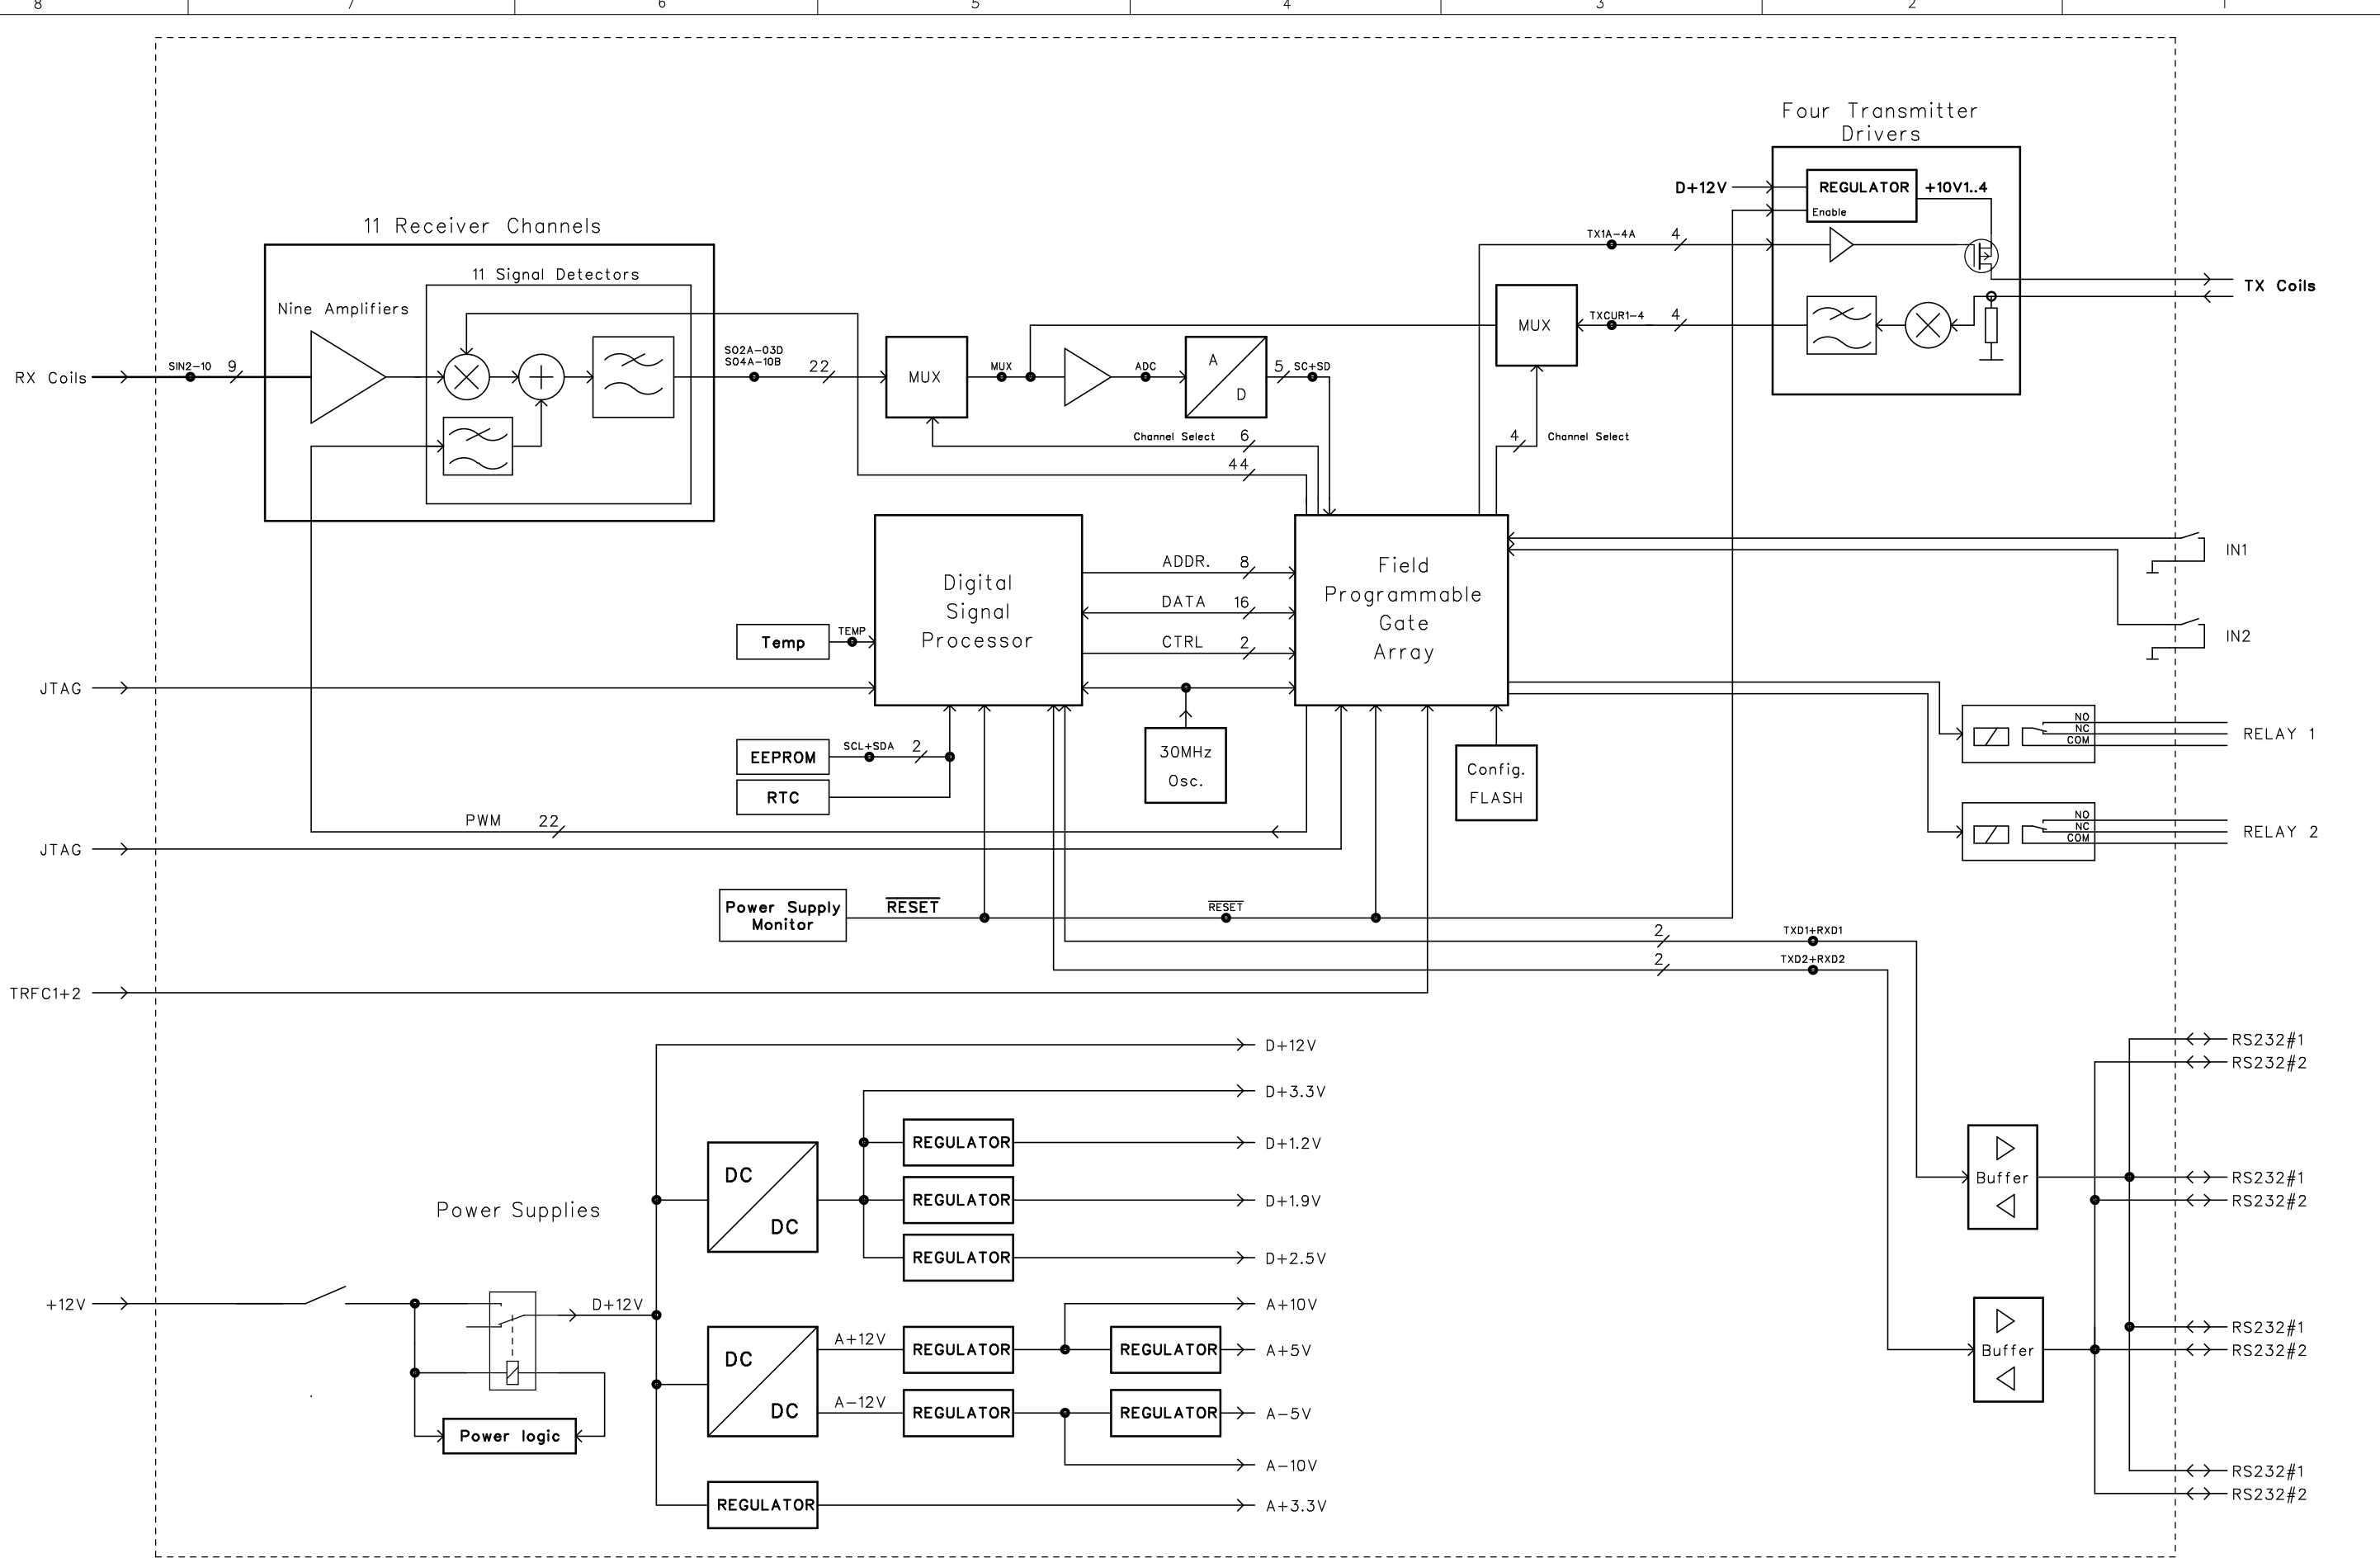 8 7 6 5 4 3 2 1
Four Transmitter
Drivers
D+12V
REGULATOR
+10V1..4
Enable
11 Receiver Channels
TX1A-4A
4
11 Signal Detectors
TX Coils
Nine Amplifiers
MUX
TXCUR1-4
4
RX Coils
SIN2-10
9
SO2A-03D
SO4A-10B
22
MUX
MUX
ADC
A
D
5
SC+SD
Channel Select
6
4
Channel Select
44
Digital
Signal
Processor
ADDR.
8
DATA
16
CTRL
2
Field
Programmable
Gate
Array
IN1
IN2
Temp
TEMP
JTAG
EEPROM
SCL+SDA
2
RTC
30MHz
Osc.
Config.
FLASH
NO
NC
COM
RELAY 1
PWM
22
NO
NC
COM
RELAY 2
JTAG
Power Supply
Monitor
RESET
RESET
2
TXD1+RXD1
2
TXD2+RXD2
TRFC1+2
D+12V
RS232#1
RS232#2
D+3.3V
REGULATOR
D+1.2V
DC
DC
REGULATOR
D+1.9V
Buffer
RS232#1
RS232#2
Power Supplies
REGULATOR
D+2.5V
+12V
D+12V
A+10V
DC
DC
A+12V
REGULATOR
REGULATOR
A+5V
Buffer
RS232#1
RS232#2
A-12V
REGULATOR
REGULATOR
A-5V
Power logic
A-10V
RS232#1
RS232#2
REGULATOR
A+3.3V